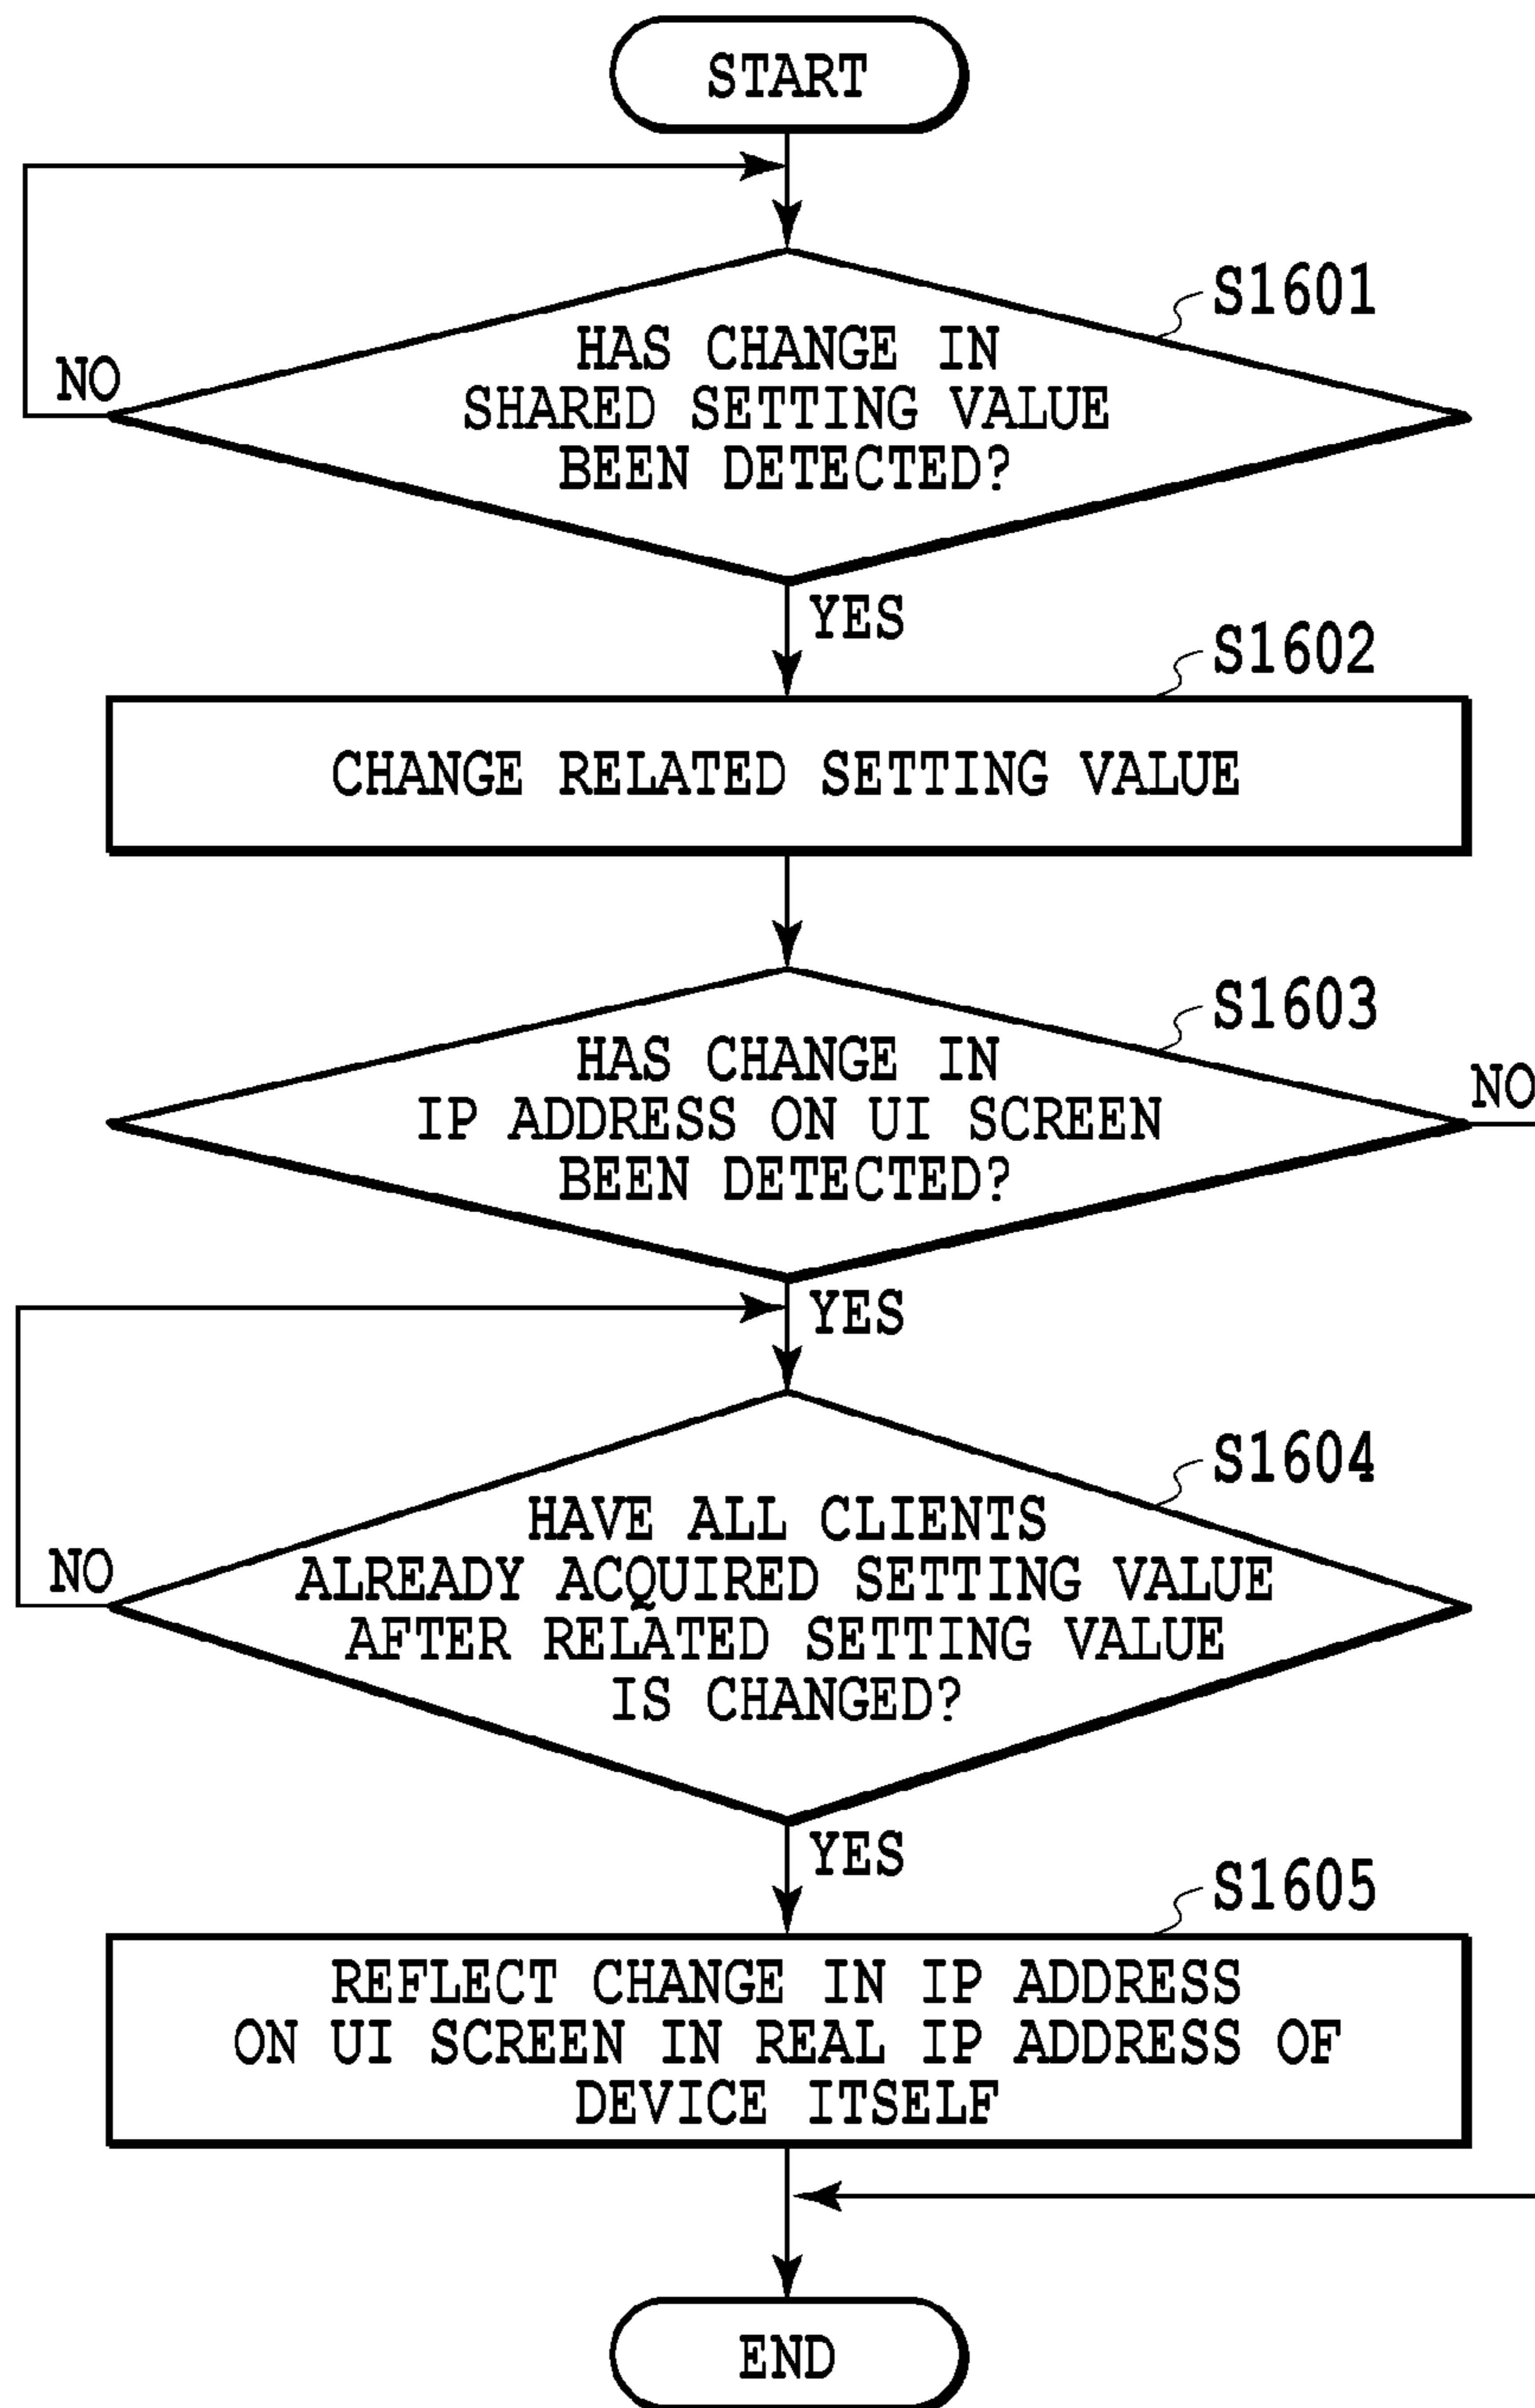 START
S1601
HAS CHANGE IN
NO
SHARED SETTING VALUE
BEEN DETECTED?
YES
S1602
CHANGE RELATED SETTING VALUE
S1603
HAS CHANGE IN
NO
IP ADDRESS ON UI SCREEN
BEEN DETECTED?
YES
S1604
HAVE ALL CLIENTS
NO
ALREADY ACQUIRED SETTING VALUE
AFTER RELATED SETTING VALUE
IS CHANGED?
YES
S1605
REFLECT CHANGE IN IP ADDRESS
ON UI SCREEN IN REAL IP ADDRESS OF
DEVICE ITSELF
END